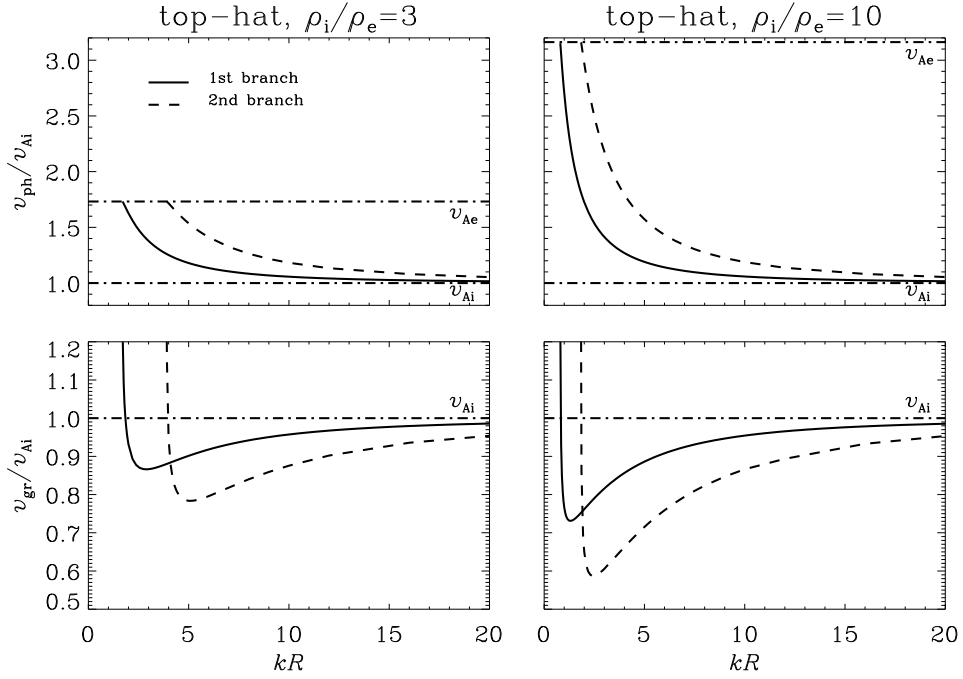 top-hat, ρi/ρe=3
top-hat, ρi/ρe=10
3.0
2.5
2.0
1.5
1.0
vph/vAi
1st branch
2nd branch
vAe
vAi
vAe
vAi
1.2
1.1
1.0
0.9
0.8
0.7
0.6
0.5
vgr/vAi
vAi
vAi
0 5 10 15 20
0 5 10 15 20
kR
kR